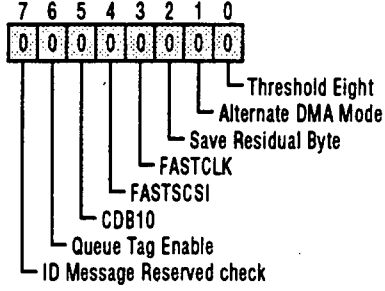 7 6 5 4 3 2 1 0
0 0 0 0 0 0 0 0
Threshold Eight
Alternate DMA Mode
Save Residual Byte
FASTCLK
FASTSCSI
CDB10
Queue Tag Enable
ID Message Reserved check